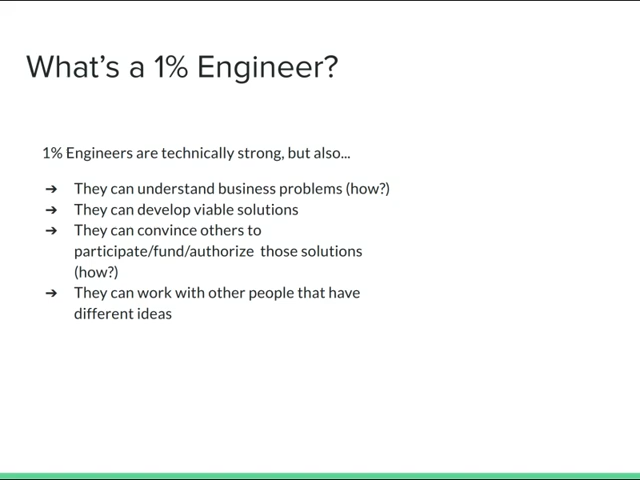 What's a 1% Engineer?
1% Engineers are technically strong, but also...
➔ They can understand business problems (how?)
➔ They can develop viable solutions
➔ They can convince others to
participate/fund/authorize those solutions
(how?)
➔ They can work with other people that have
different ideas